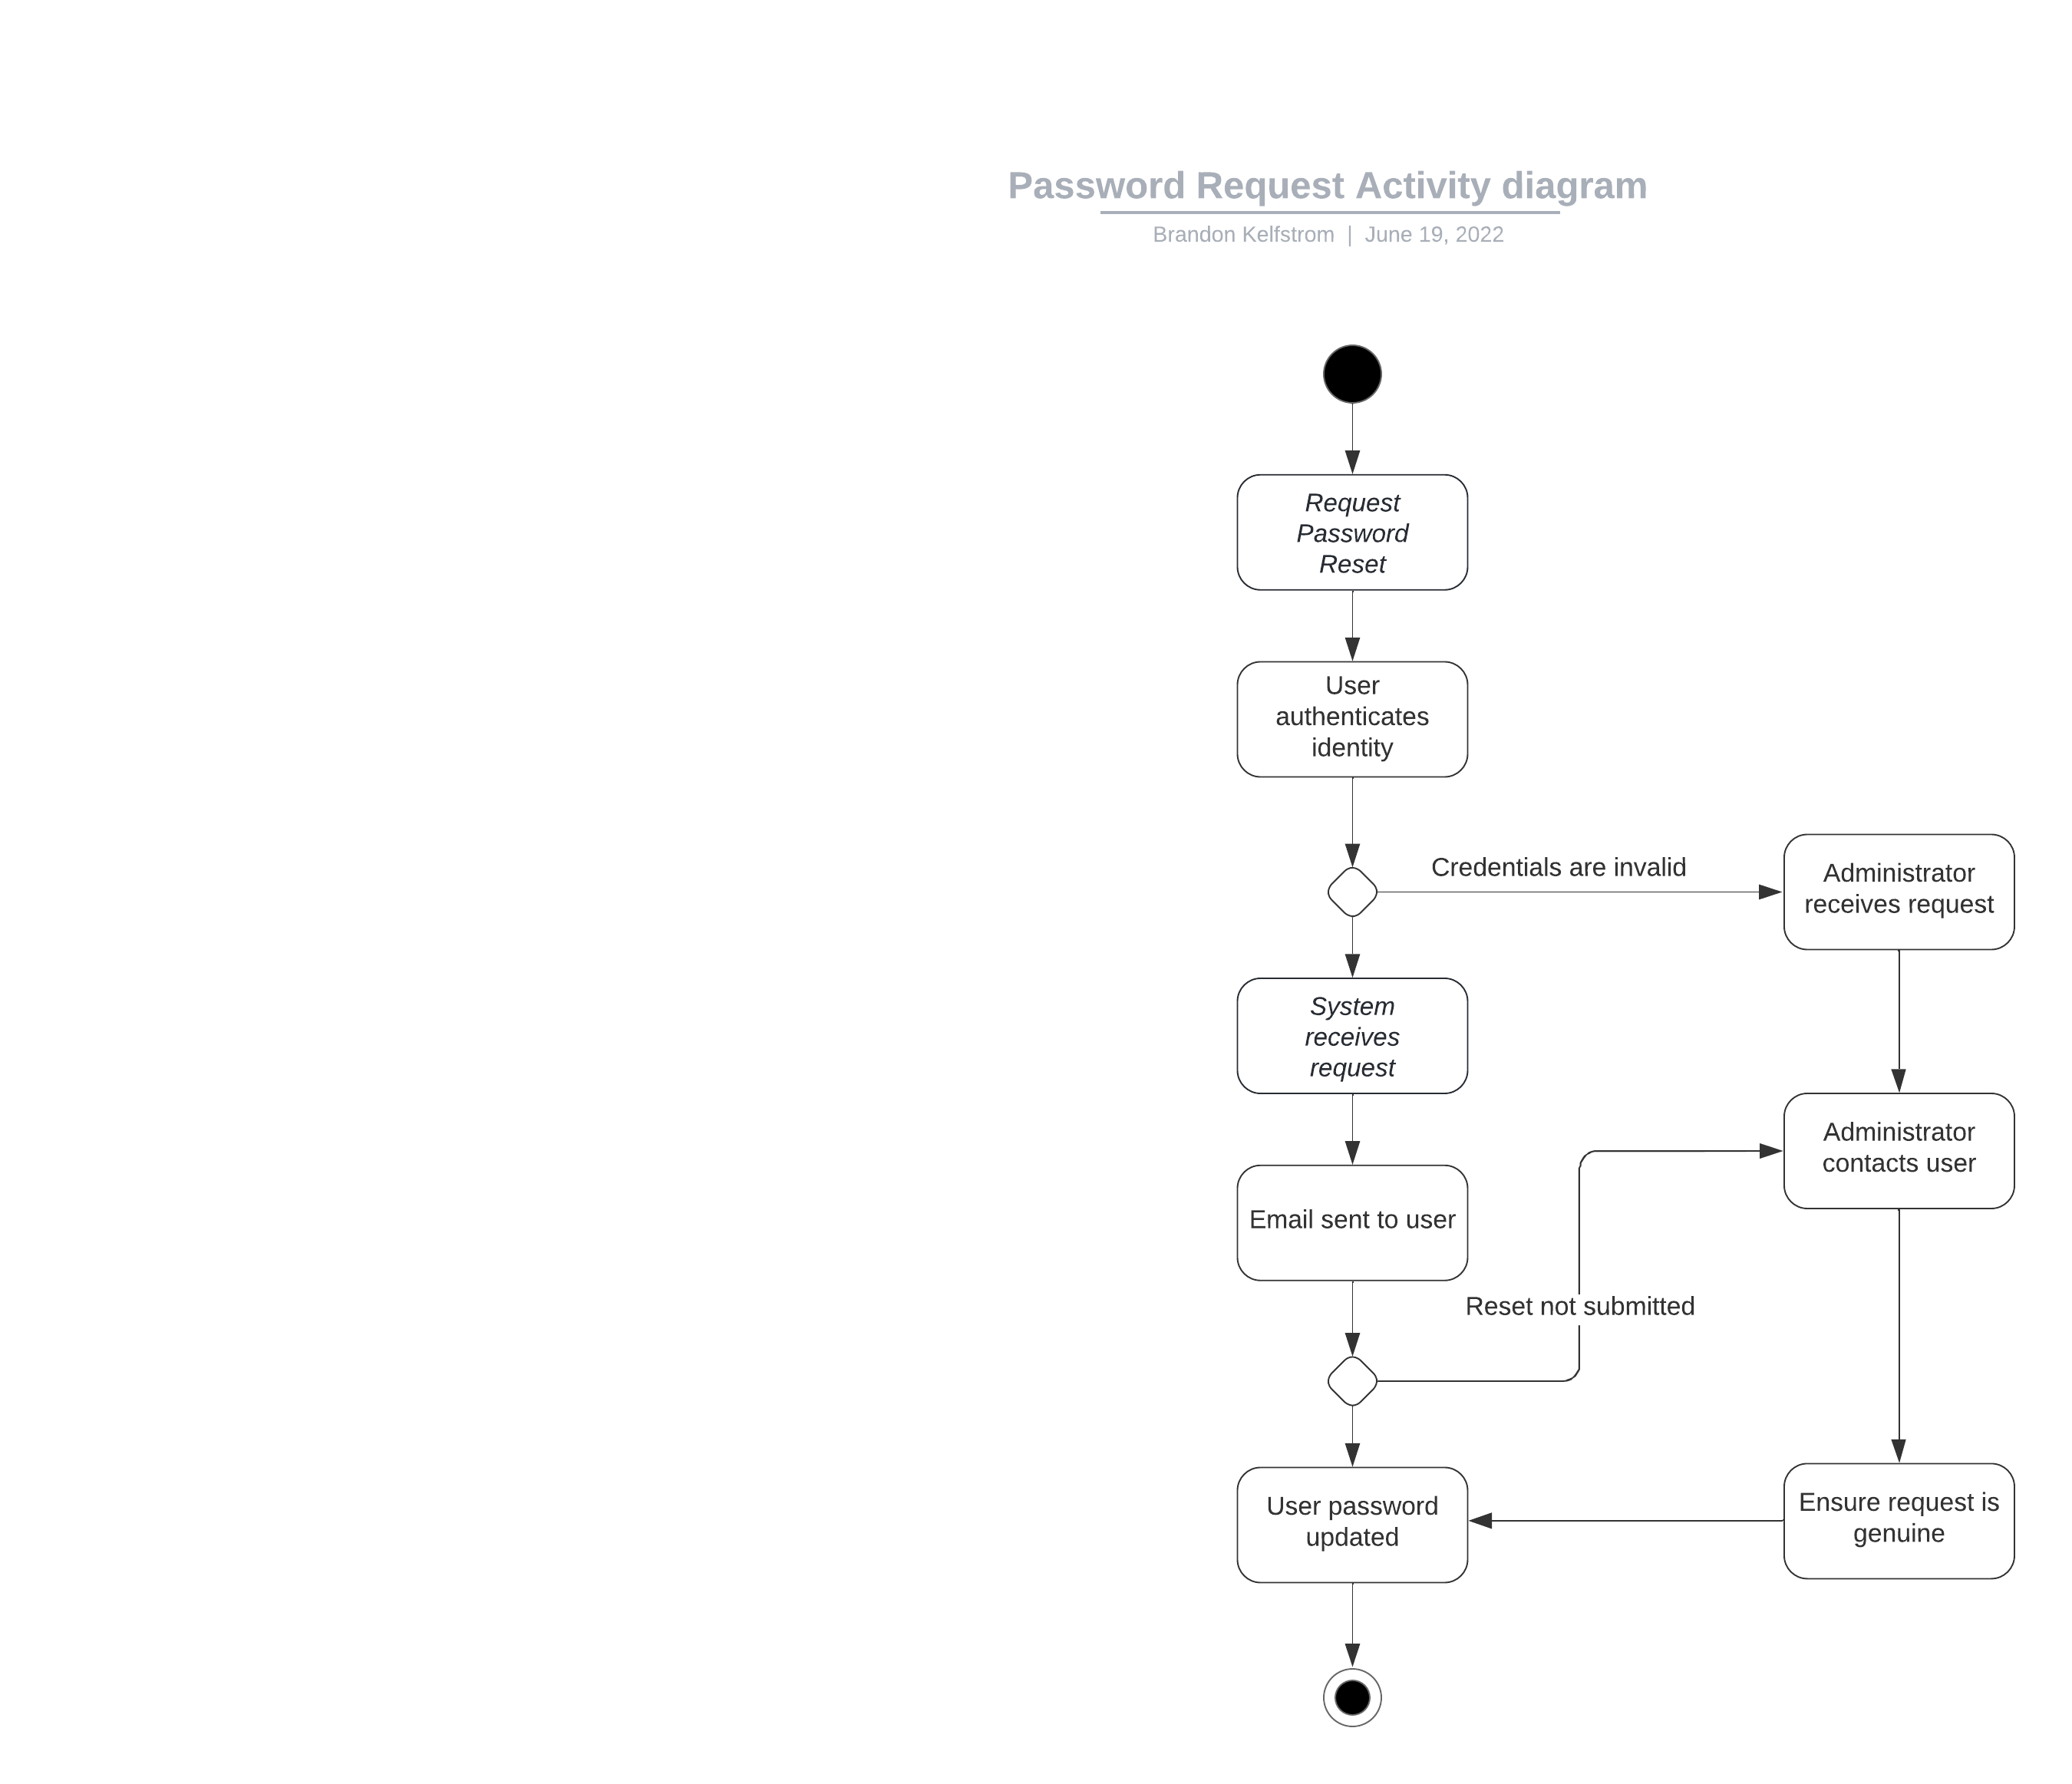 Password Request Activity diagram
Brandon Kelfstrom | June 19, 2022
Request
Password
Reset
User
authenticates
identity
Credentials are invalid
Administrator
receives request
System
receives
request
Administrator
contacts user
Email sent to user
Reset not submitted
User password
updated
Ensure request is
genuine